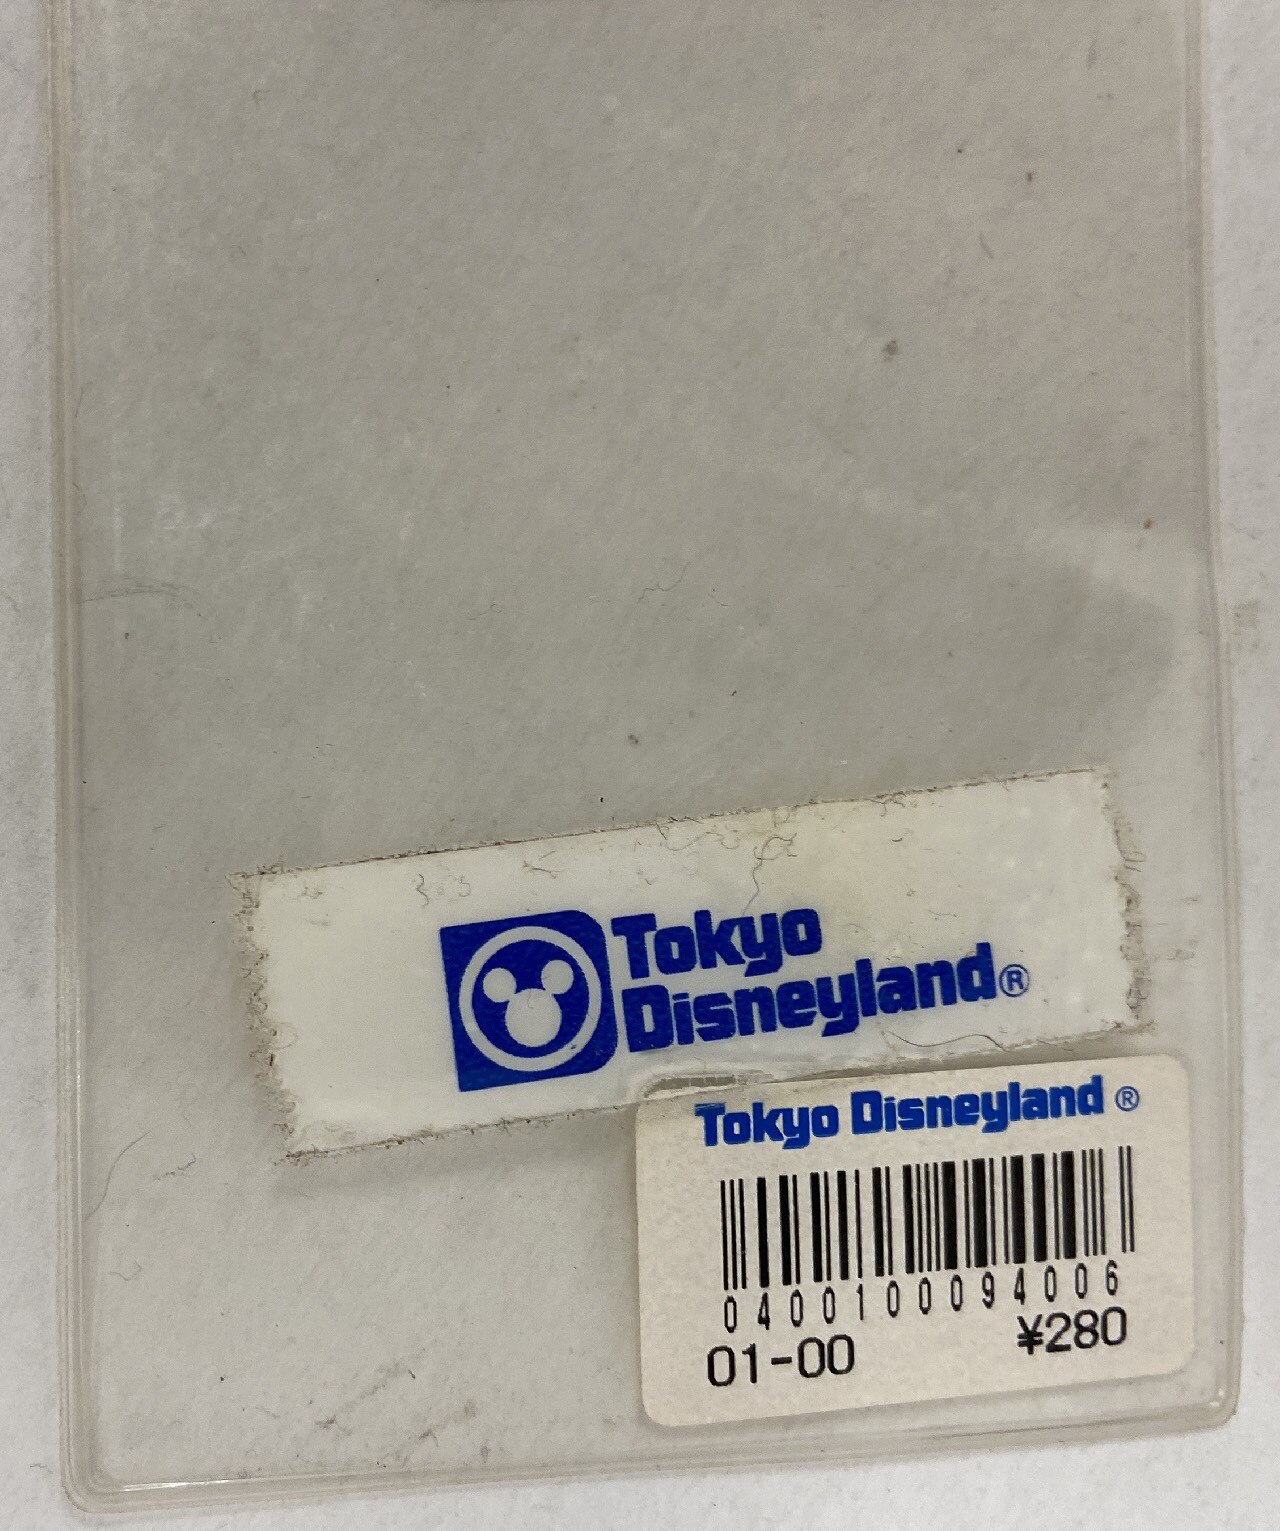 Tokyo
Disneyland®
Tokyo Disneyland ®
0400100094006
01-00 ¥280